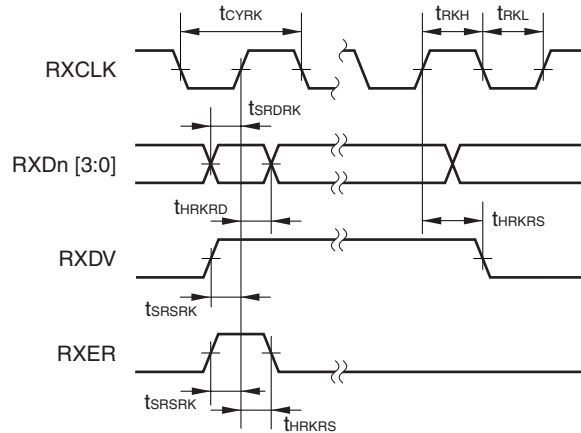 tCYRK
tRKH
tRKL
RXCLK
tSRDRK
RXDn [3:0]
tHRKRD
tHRKRS
RXDV
tSRSRK
RXER
tSRSRK
tHRKRS